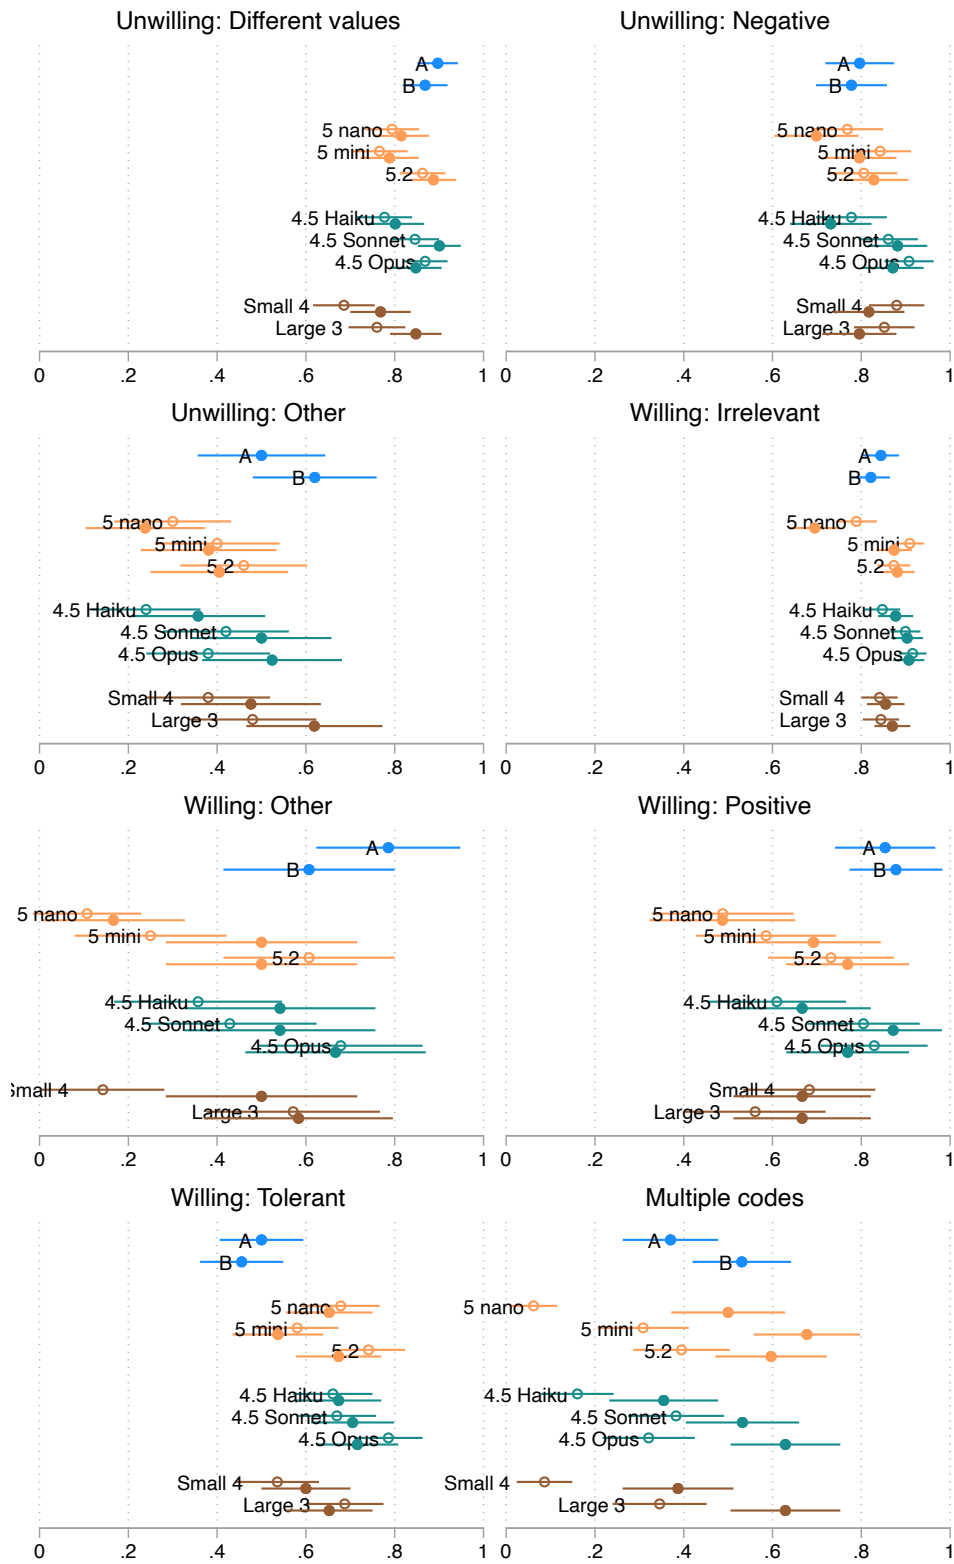 Unwilling: Different values
A
B
5 nano
5 mini
5.2
4.5 Haiku
4.5 Sonnet
4.5 Opus
Small 4
Large 3
0 .2 .4 .6 .8 1
Unwilling: Negative
A
B
5 nano
5 mini
5.2
4.5 Haiku
4.5 Sonnet
4.5 Opus
Small 4
Large 3
0 .2 .4 .6 .8 1
Unwilling: Other
A
B
5 nano
5 mini
5.2
4.5 Haiku
4.5 Sonnet
4.5 Opus
Small 4
Large 3
0 .2 .4 .6 .8 1
Willing: Irrelevant
A
B
5 nano
5 mini
5.2
4.5 Haiku
4.5 Sonnet
4.5 Opus
Small 4
Large 3
0 .2 .4 .6 .8 1
Willing: Other
A
B
5 nano
5 mini
5.2
4.5 Haiku
4.5 Sonnet
4.5 Opus
Small 4
Large 3
0 .2 .4 .6 .8 1
Willing: Positive
A
B
5 nano
5 mini
5.2
4.5 Haiku
4.5 Sonnet
4.5 Opus
Small 4
Large 3
0 .2 .4 .6 .8 1
Willing: Tolerant
A
B
5 nano
5 mini
5.2
4.5 Haiku
4.5 Sonnet
4.5 Opus
Small 4
Large 3
0 .2 .4 .6 .8 1
Multiple codes
A
B
5 nano
5 mini
5.2
4.5 Haiku
4.5 Sonnet
4.5 Opus
Small 4
Large 3
0 .2 .4 .6 .8 1